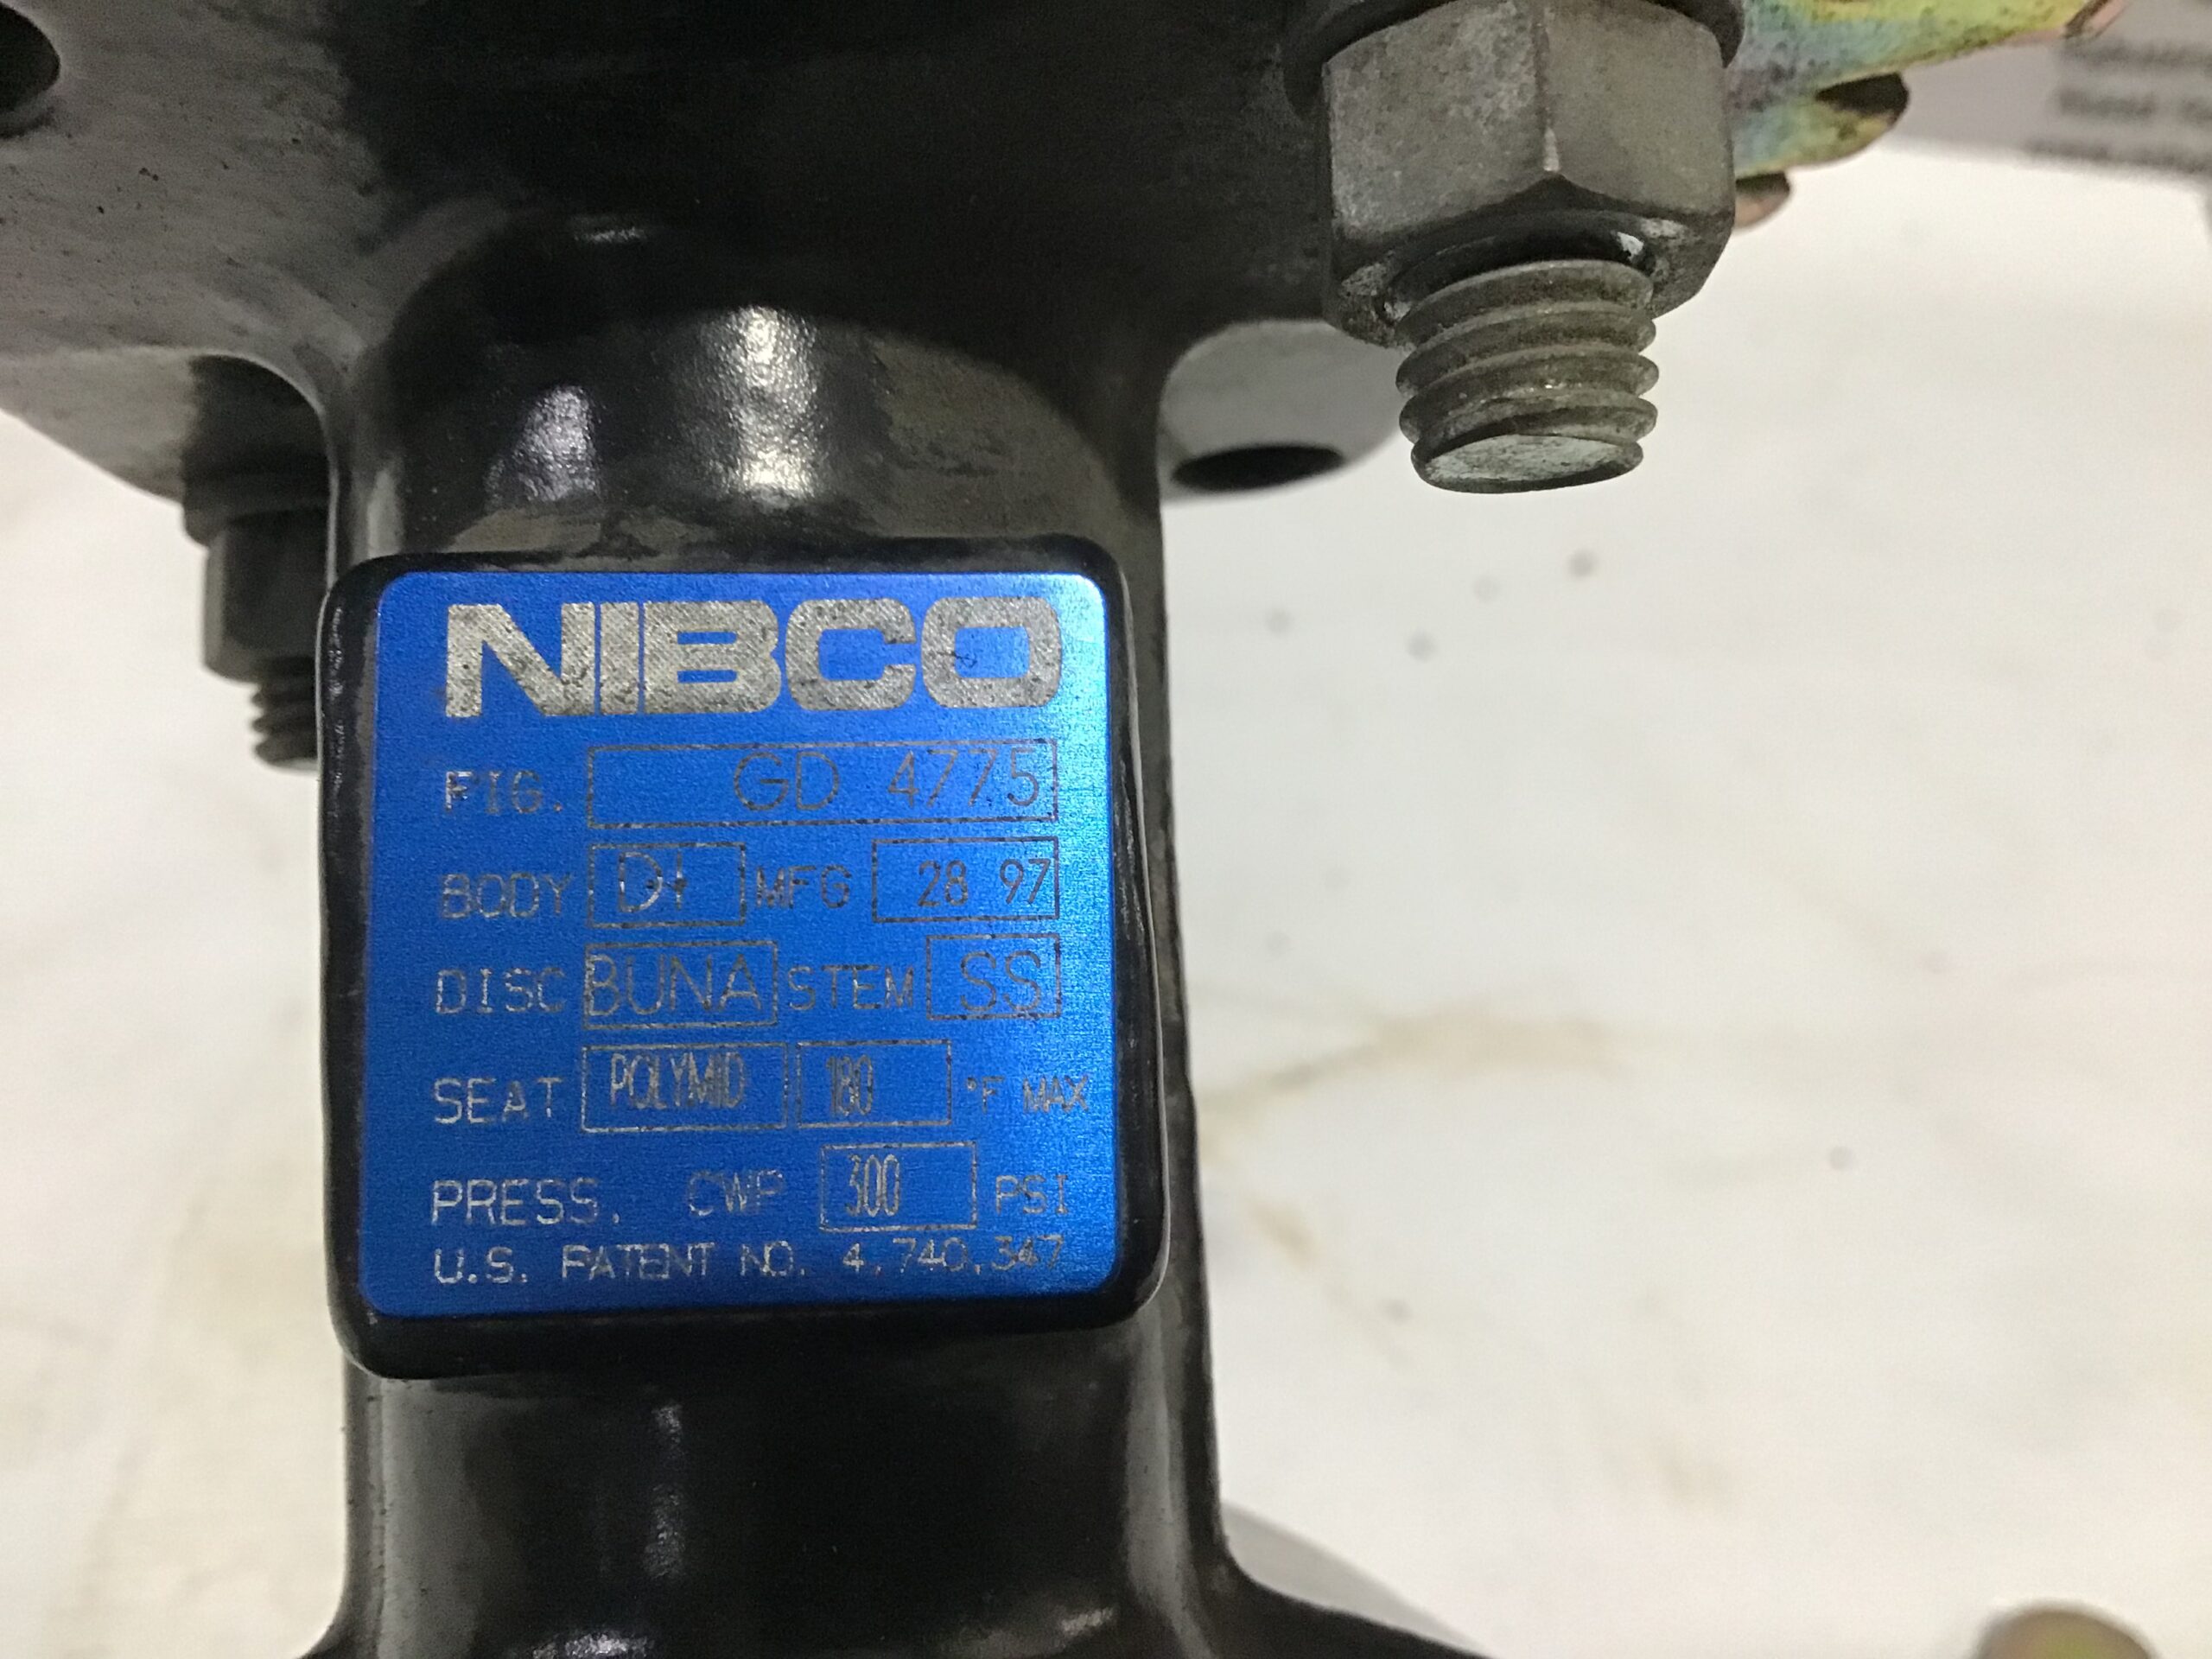 NIBCO
FIG. GD 4775
BODY DI MFG 28 97
DISC BUNA STEM SS
SEAT POLYMID 180 °F MAX
PRESS. CWP 300 PSI
U.S. PATENT NO. 4,740,347